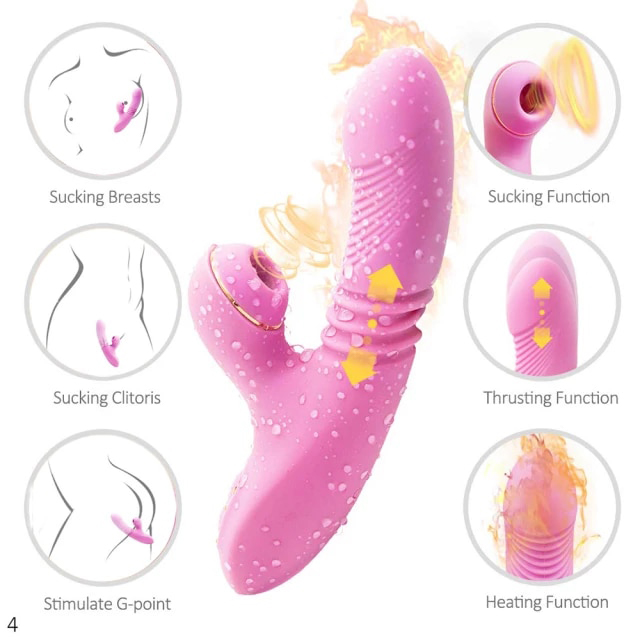 Sucking Breasts
Sucking Function
Sucking Clitoris
Thrusting Function
Stimulate G-point
Heating Function
4